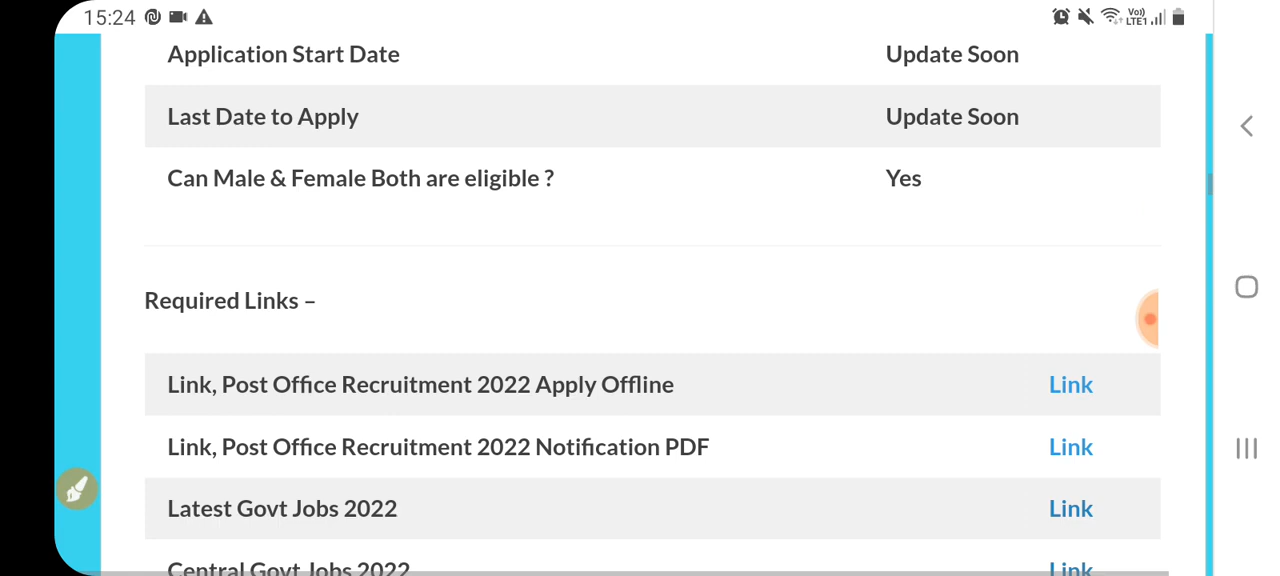 15:24
Vo)
LTE1
Application Start Date Update Soon
Last Date to Apply Update Soon
Can Male & Female Both are eligible ? Yes
Required Links –
Link, Post Office Recruitment 2022 Apply Offline Link
Link, Post Office Recruitment 2022 Notification PDF Link
Latest Govt Jobs 2022 Link
Central Govt Jobs 2022 Link